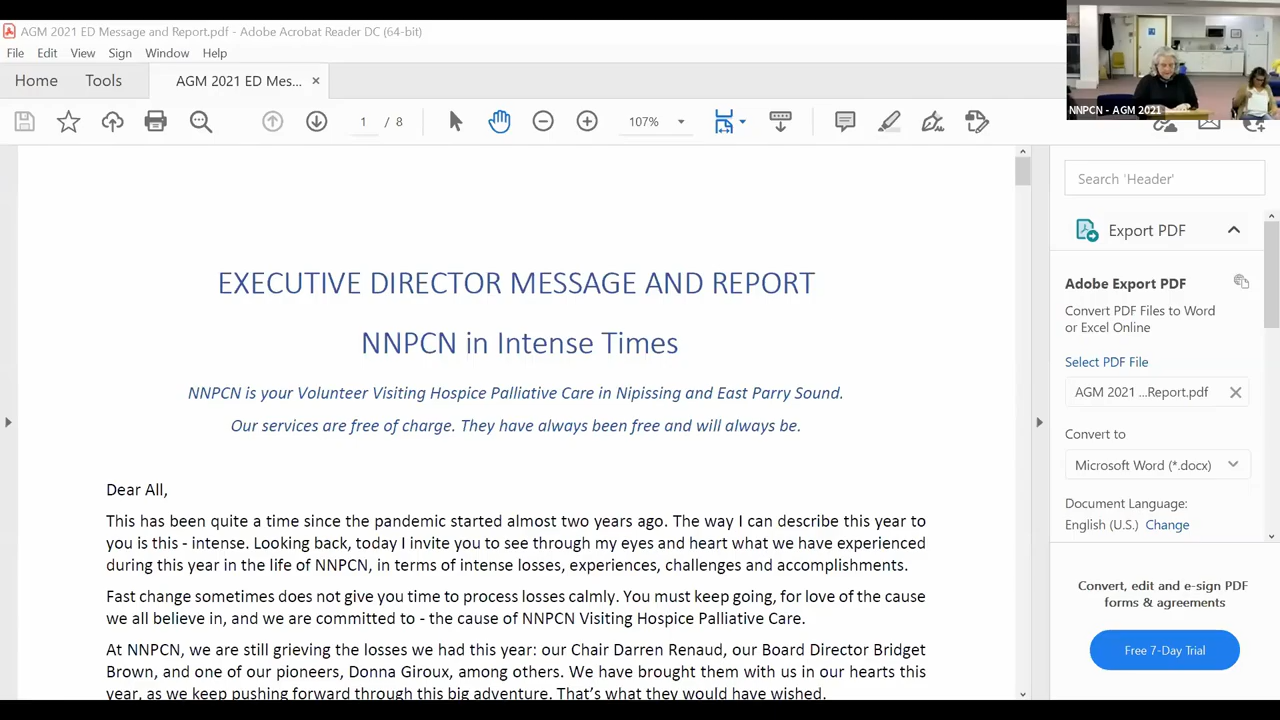 AGM 2021 ED Message and Report.pdf - Adobe Acrobat Reader DC (64-bit)
File Edit View Sign Window Help
Home Tools AGM 2021 ED Mes... ×
1 / 8 107%
NNPCN - AGM 2021
EXECUTIVE DIRECTOR MESSAGE AND REPORT
NNPCN in Intense Times
NNPCN is your Volunteer Visiting Hospice Palliative Care in Nipissing and East Parry Sound.
Our services are free of charge. They have always been free and will always be.
Dear All,
This has been quite a time since the pandemic started almost two years ago. The way I can describe this year to
you is this - intense. Looking back, today I invite you to see through my eyes and heart what we have experienced
during this year in the life of NNPCN, in terms of intense losses, experiences, challenges and accomplishments.
Fast change sometimes does not give you time to process losses calmly. You must keep going, for love of the cause
we all believe in, and we are committed to - the cause of NNPCN Visiting Hospice Palliative Care.
At NNPCN, we are still grieving the losses we had this year: our Chair Darren Renaud, our Board Director Bridget
Brown, and one of our pioneers, Donna Giroux, among others. We have brought them with us in our hearts this
year, as we keep pushing forward through this big adventure. That's what they would have wished.
Search 'Header'
Export PDF
Adobe Export PDF
Convert PDF Files to Word
or Excel Online
Select PDF File
AGM 2021 ...Report.pdf
Convert to
Microsoft Word (*.docx)
Document Language:
English (U.S.) Change
Convert, edit and e-sign PDF
forms & agreements
Free 7-Day Trial